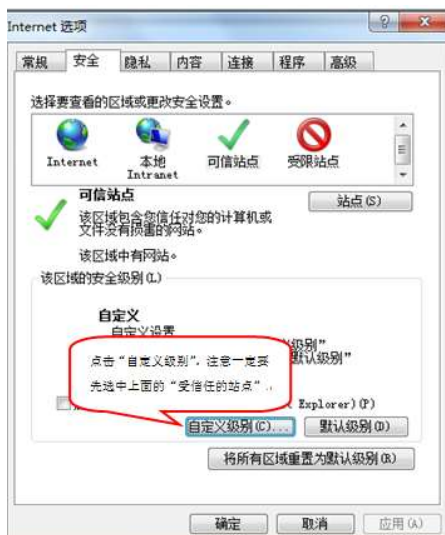 Internet 选项
常规 安全 隐私 内容 连接 程序 高级
选择要查看的区域或更改安全设置。
Internet 本地 可信站点 受限站点
Intranet
可信站点
站点(S)
该区域包含您信任对您的计算机或
文件没有损害的网站。
该区域中有网站。
该区域的安全级别(L)
自定义
自定义设置
级别”
点击“自定义级别”，注意一定要
默认级别”
先选中上面的“受信任的站点”..
Explorer)(P)
自定义级别(C)... 默认级别(D)
将所有区域重置为默认级别(R)
确定 取消 应用(A)